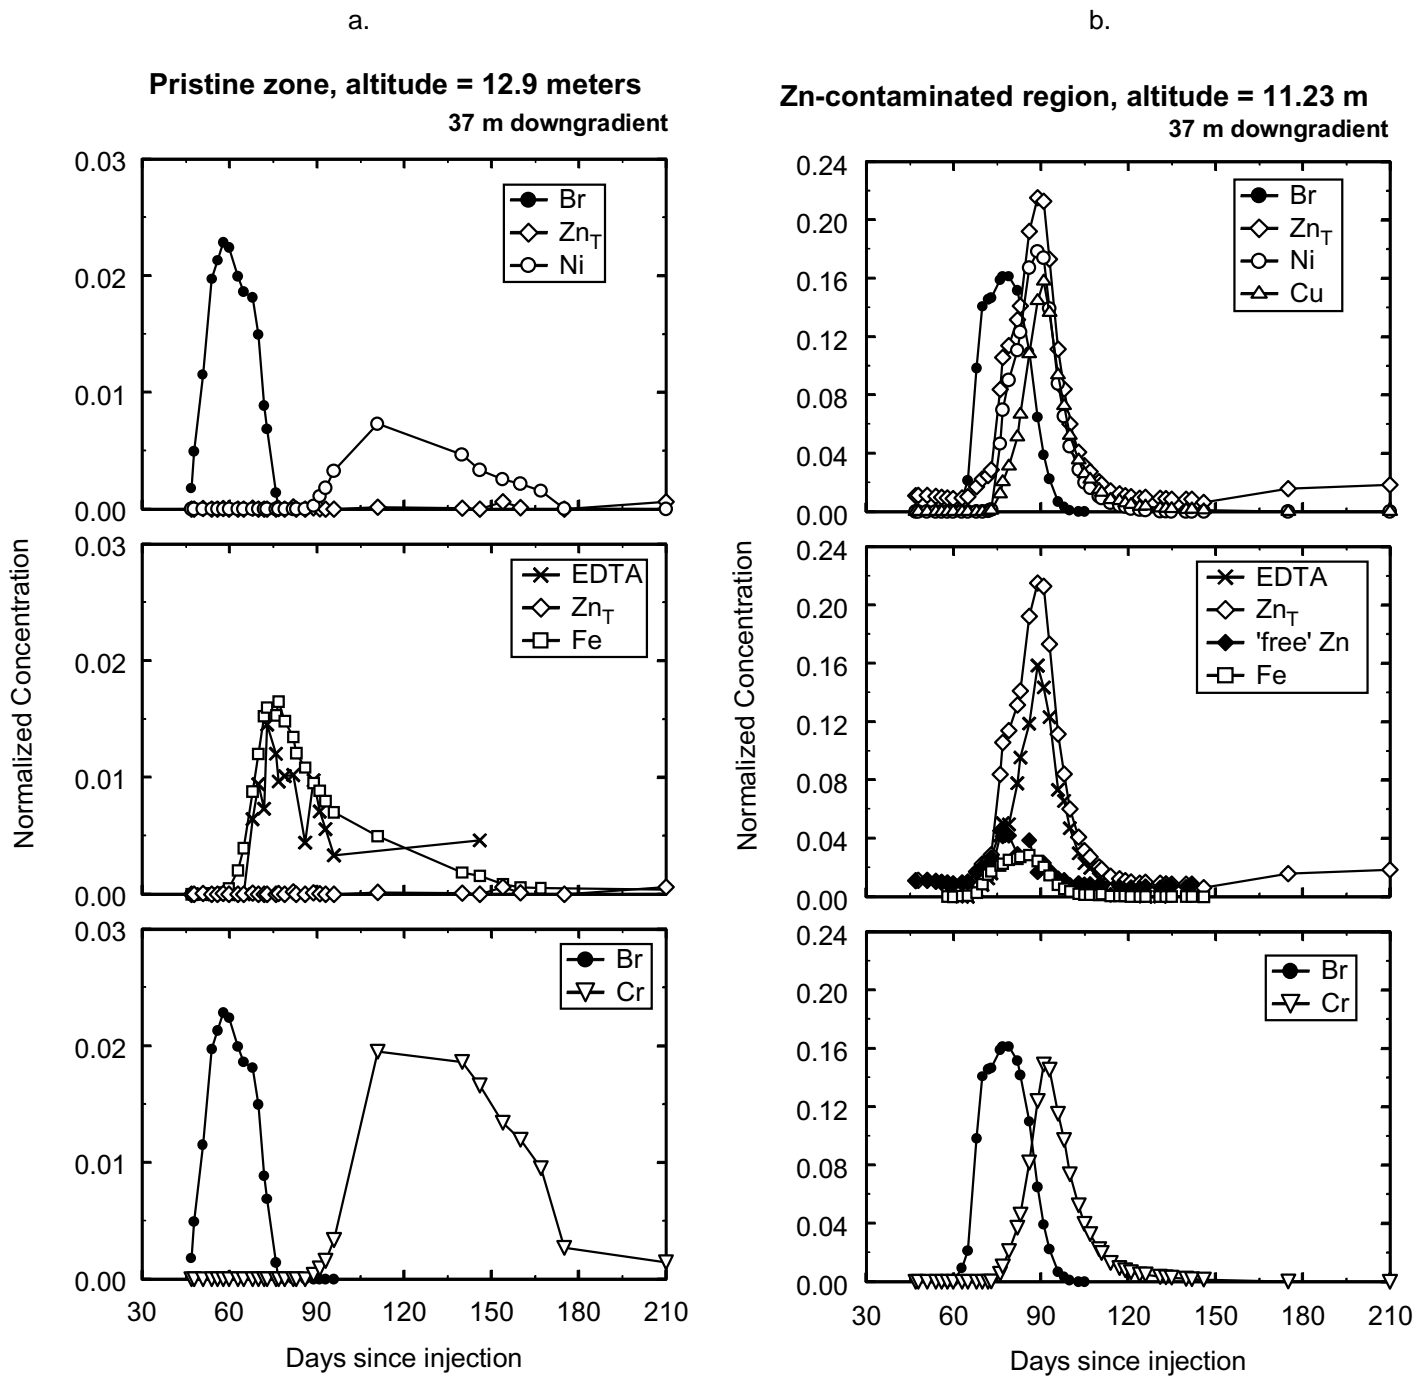 a.
Pristine zone, altitude = 12.9 meters
37 m downgradient
0.03
0.02
0.01
0.00
Br
ZnT
Ni
0.03
0.02
0.01
0.00
EDTA
ZnT
Fe
0.03
0.02
0.01
0.00
Br
Cr
30 60 90 120 150 180 210
Normalized Concentration
Days since injection
b.
Zn-contaminated region, altitude = 11.23 m
37 m downgradient
0.24
0.20
0.16
0.12
0.08
0.04
0.00
Br
ZnT
Ni
Cu
0.24
0.20
0.16
0.12
0.08
0.04
0.00
EDTA
ZnT
'free' Zn
Fe
0.24
0.20
0.16
0.12
0.08
0.04
0.00
Br
Cr
30 60 90 120 150 180 210
Normalized Concentration
Days since injection